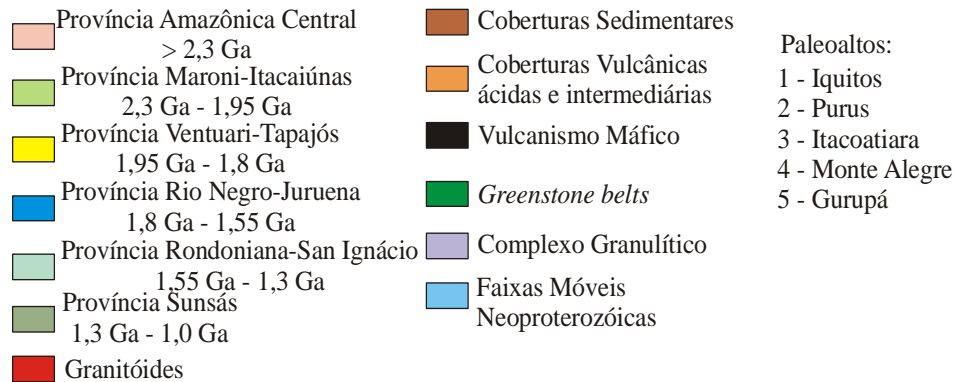 Província Amazônica Central
> 2,3 Ga
Província Maroni-Itacaiúnas
2,3 Ga - 1,95 Ga
Província Ventuari-Tapajós
1,95 Ga - 1,8 Ga
Província Rio Negro-Juruena
1,8 Ga - 1,55 Ga
Província Rondoniana-San Ignácio
1,55 Ga - 1,3 Ga
Província Sunsás
1,3 Ga - 1,0 Ga
Granitóides
Coberturas Sedimentares
Coberturas Vulcânicas
ácidas e intermediárias
Vulcanismo Máfico
Greenstone belts
Complexo Granulítico
Faixas Móveis
Neoproterozóicas
Paleoaltos:
1 - Iquitos
2 - Purus
3 - Itacoatiara
4 - Monte Alegre
5 - Gurupá